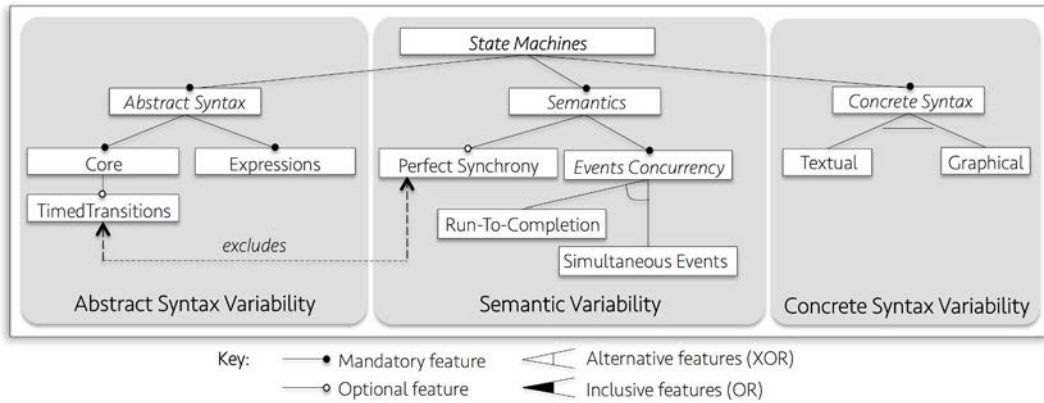 State Machines
Abstract Syntax
Semantics
Concrete Syntax
Core
Expressions
Perfect Synchrony
Events Concurrency
Textual
Graphical
TimedTransitions
Run-To-Completion
excludes
Simultaneous Events
Abstract Syntax Variability
Semantic Variability
Concrete Syntax Variability
Key:
Mandatory feature
Alternative features (XOR)
Optional feature
Inclusive features (OR)